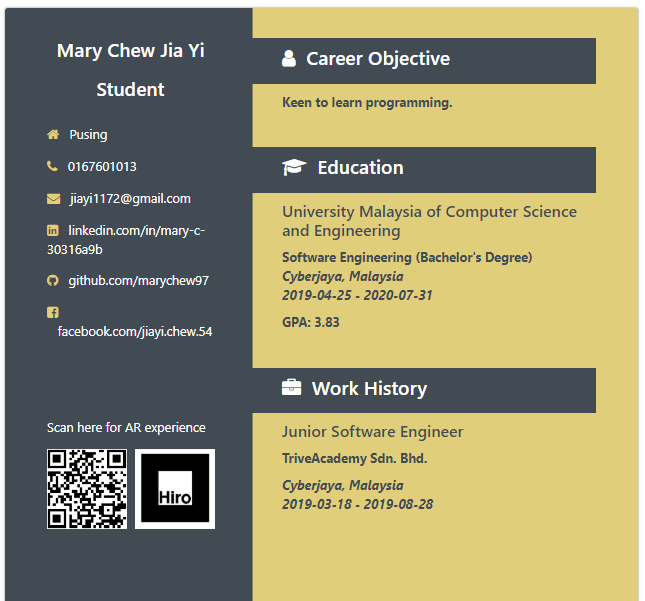 Mary Chew Jia Yi
Student
Pusing
0167601013
jiayi1172@gmail.com
linkedin.com/in/mary-c-
30316a9b
github.com/marychew97
facebook.com/jiayi.chew.54
Scan here for AR experience
Hiro
Career Objective
Keen to learn programming.
Education
University Malaysia of Computer Science
and Engineering
Software Engineering (Bachelor's Degree)
Cyberjaya, Malaysia
2019-04-25 - 2020-07-31
GPA: 3.83
Work History
Junior Software Engineer
TriveAcademy Sdn. Bhd.
Cyberjaya, Malaysia
2019-03-18 - 2019-08-28